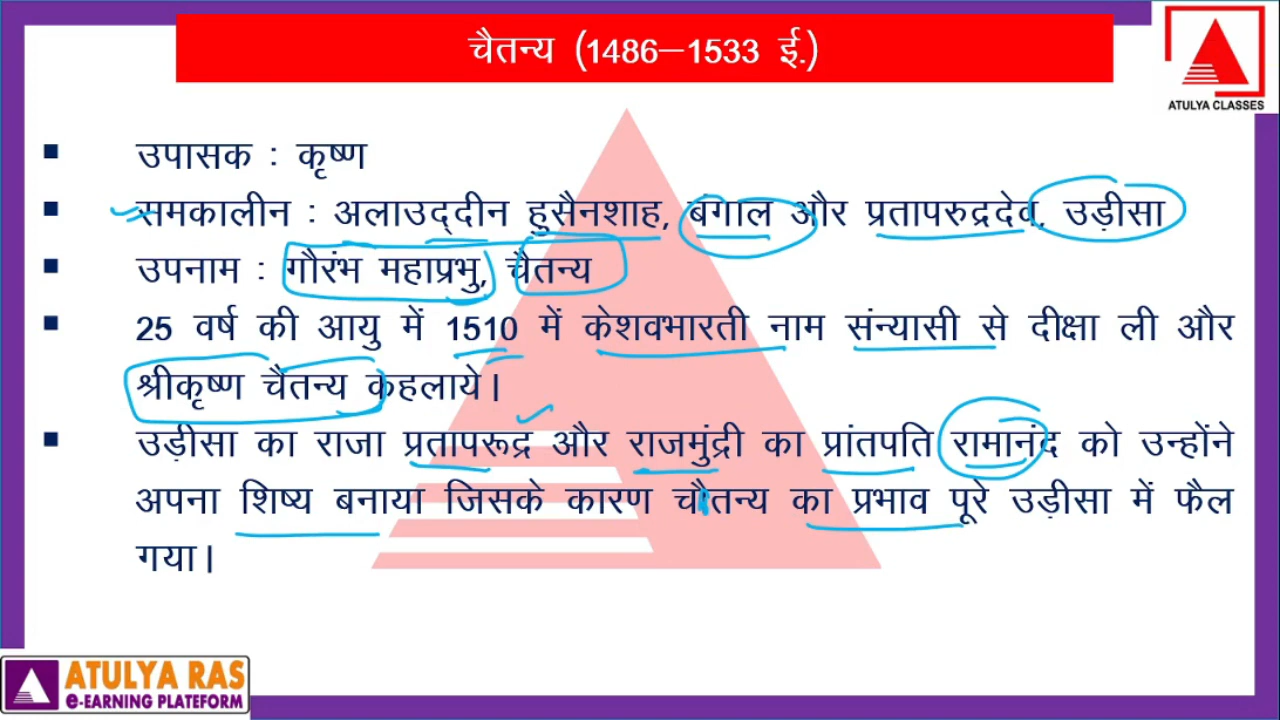 चैतन्य (1486–1533 ई.)
ATULYA CLASSES
▪ उपासक : कृष्ण
▪ समकालीन : अलाउद्दीन हुसैनशाह, बंगाल और प्रतापरुद्रदेव, उड़ीसा
▪ उपनाम : गौरंभ महाप्रभु, चैतन्य
▪ 25 वर्ष की आयु में 1510 में केशवभारती नाम संन्यासी से दीक्षा ली और
श्रीकृष्ण चैतन्य कहलाये।
▪ उड़ीसा का राजा प्रतापरूद्र और राजमुंद्री का प्रांतपति रामानंद को उन्होंने
अपना शिष्य बनाया जिसके कारण चौतन्य का प्रभाव पूरे उड़ीसा में फैल
गया।
ATULYA RAS
e-EARNING PLATEFORM